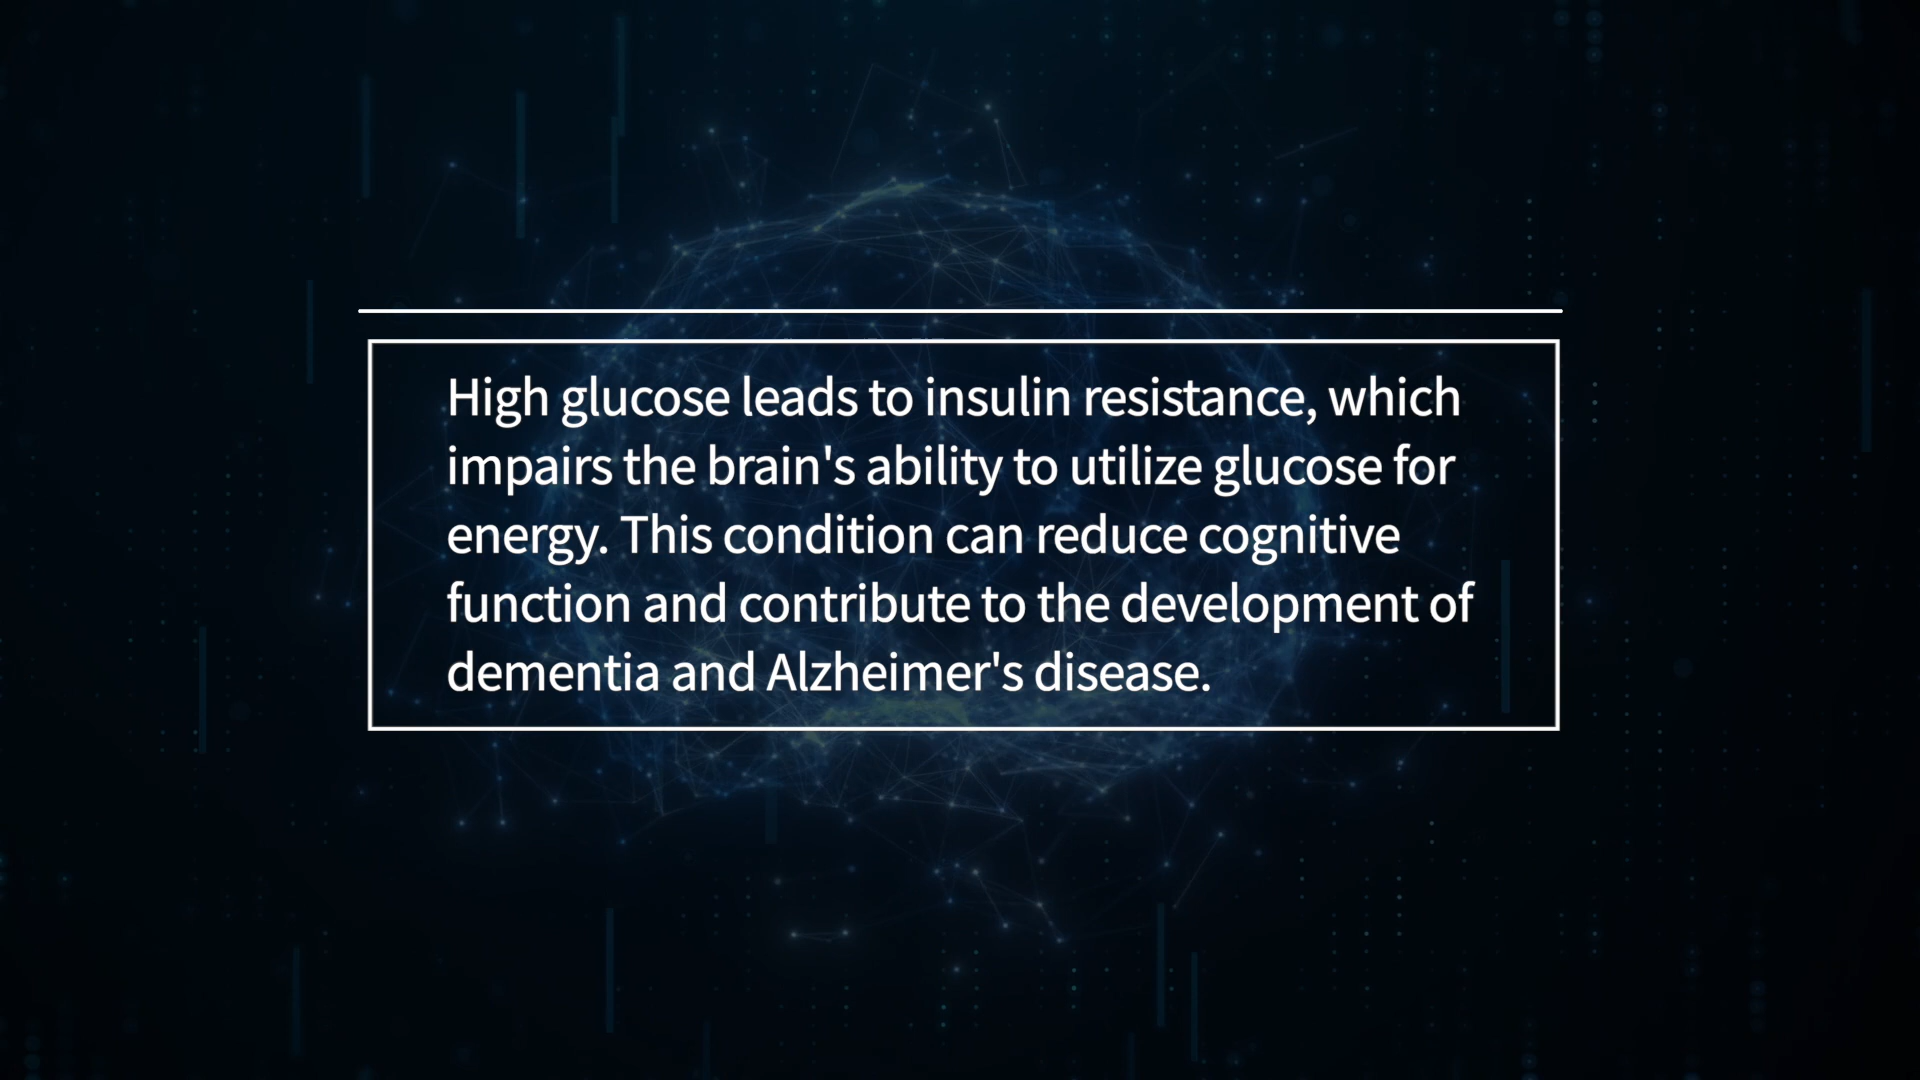 High glucose leads to insulin resistance, which
impairs the brain's ability to utilize glucose for
energy. This condition can reduce cognitive
function and contribute to the development of
dementia and Alzheimer's disease.